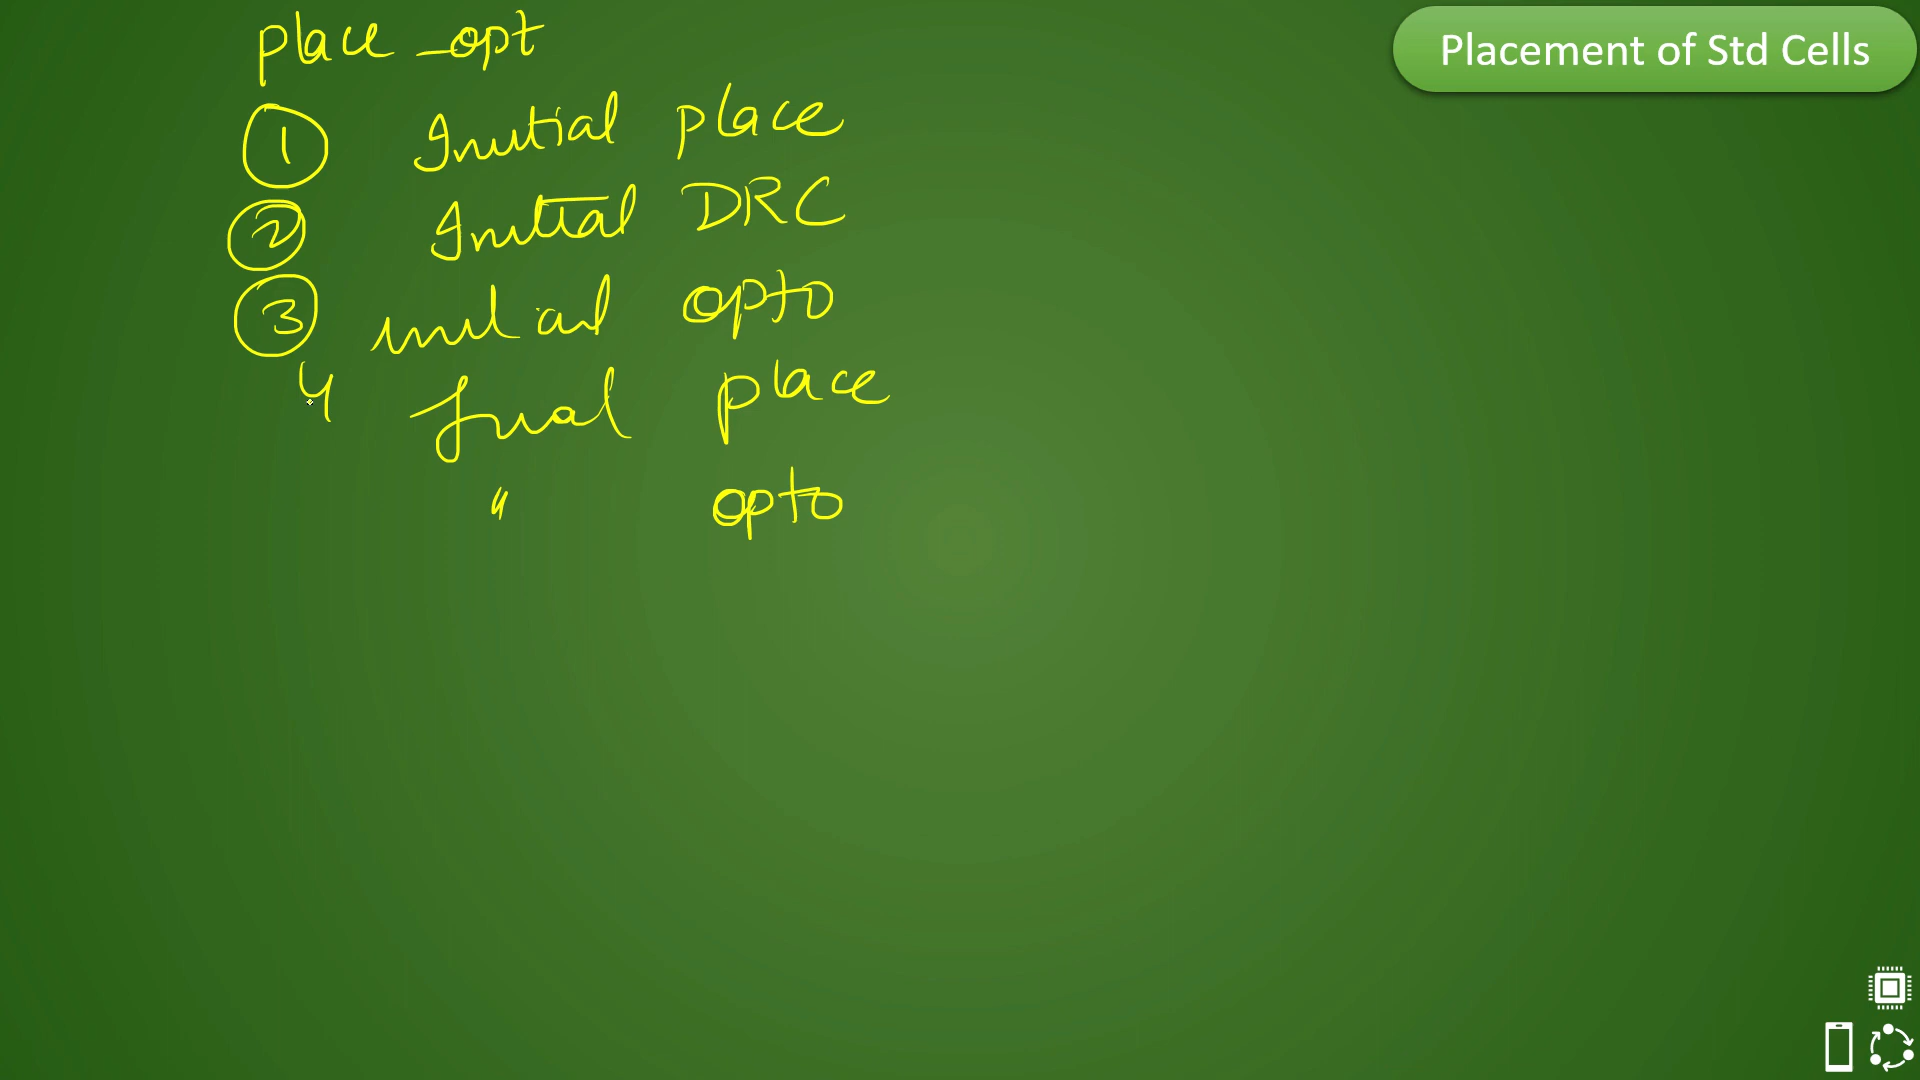 place_opt
Placement of Std Cells
1 Initial place
2 Initial DRC
3 initial opto
4 final place
" opto